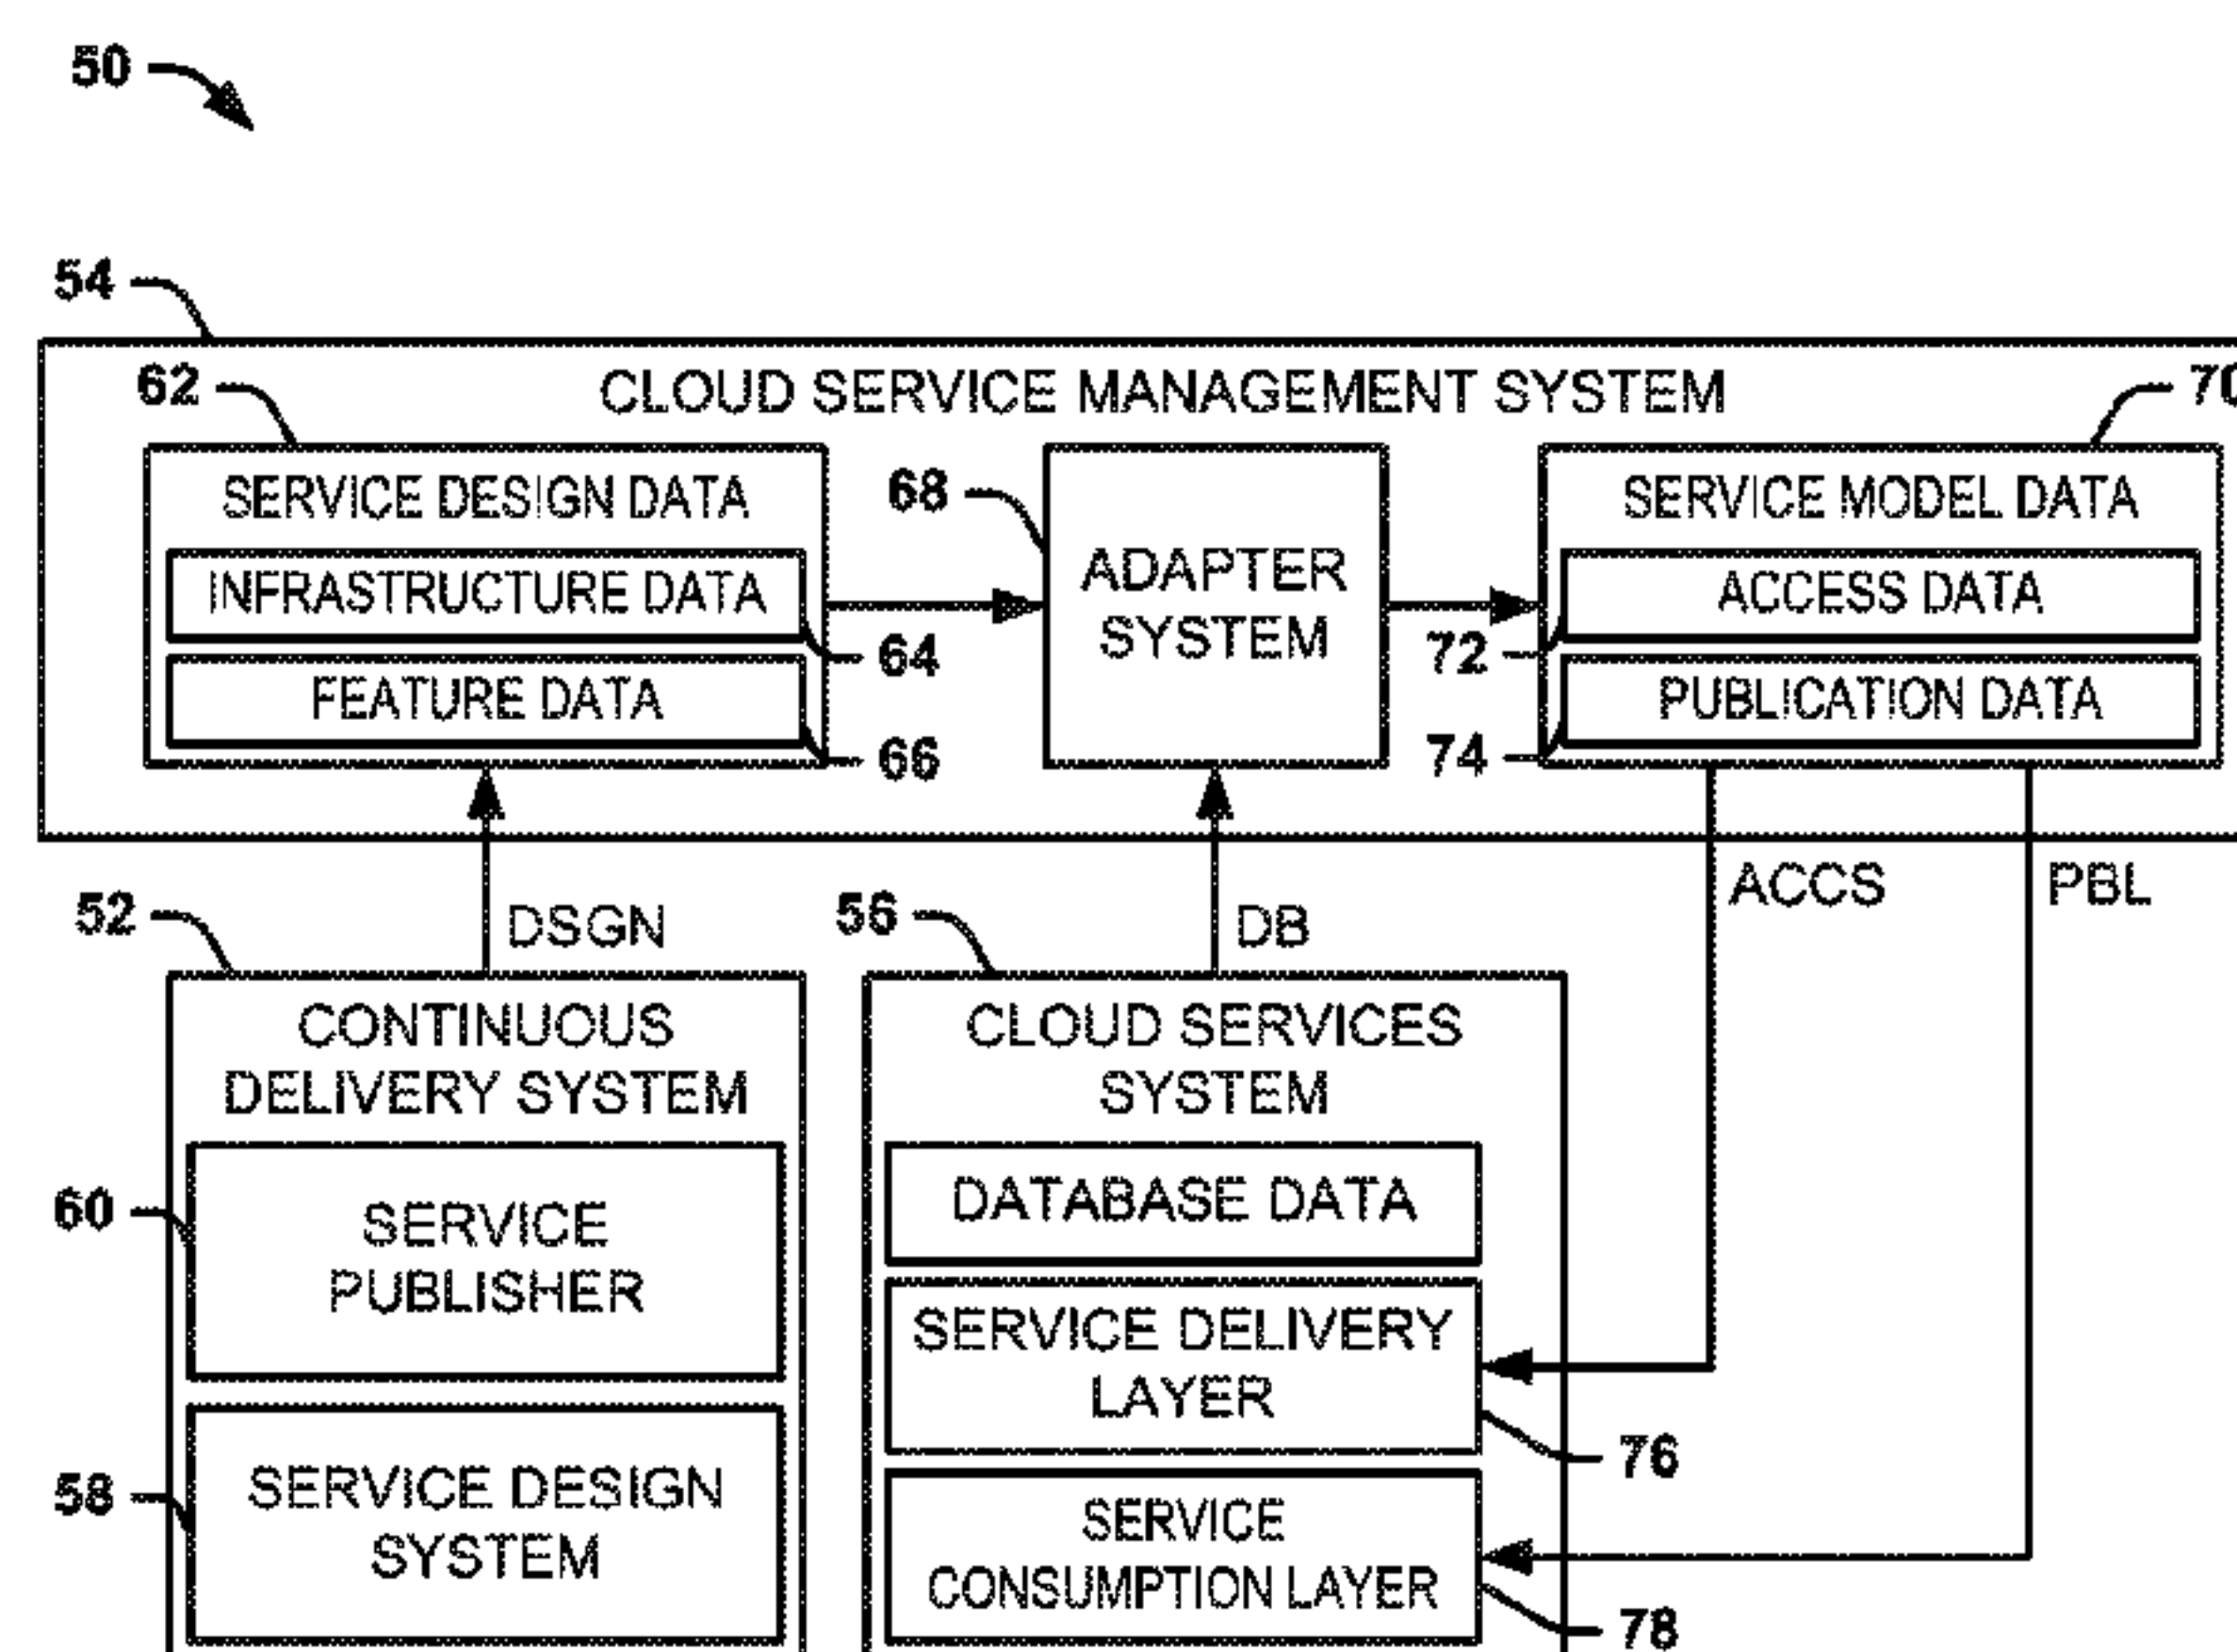 50
54
CLOUD SERVICE MANAGEMENT SYSTEM
62
70
SERVICE DESIGN DATA
INFRASTRUCTURE DATA
64
FEATURE DATA
66
68
ADAPTER
SYSTEM
SERVICE MODEL DATA
ACCESS DATA
72
PUBLICATION DATA
74
DSGN
DB
ACCS
PBL
52
CONTINUOUS
DELIVERY SYSTEM
60
SERVICE
PUBLISHER
58
SERVICE DESIGN
SYSTEM
56
CLOUD SERVICES
SYSTEM
DATABASE DATA
SERVICE DELIVERY
LAYER
76
SERVICE
CONSUMPTION LAYER
78